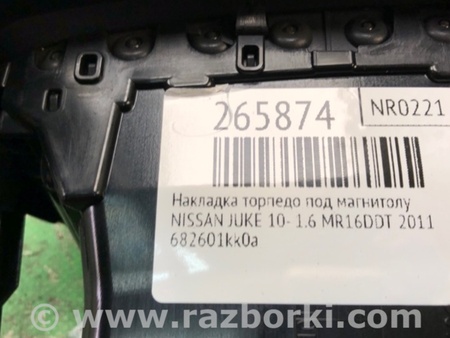 265874
NR0221
Накладка торпедо под магнитолу
NISSAN JUKE 10- 1.6 MR16DDT 2011
682601kk0a
www.razborki.com